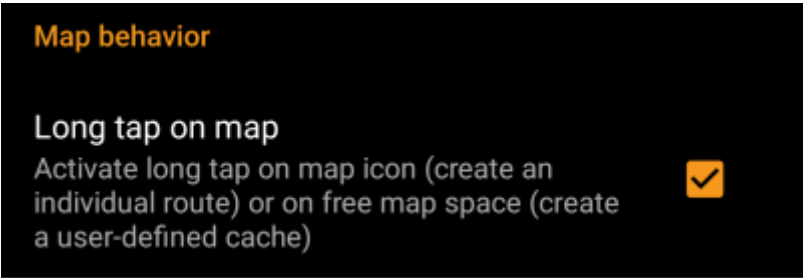 Map behavior
Long tap on map
Activate long tap on map icon (create an
individual route) or on free map space (create
a user-defined cache)